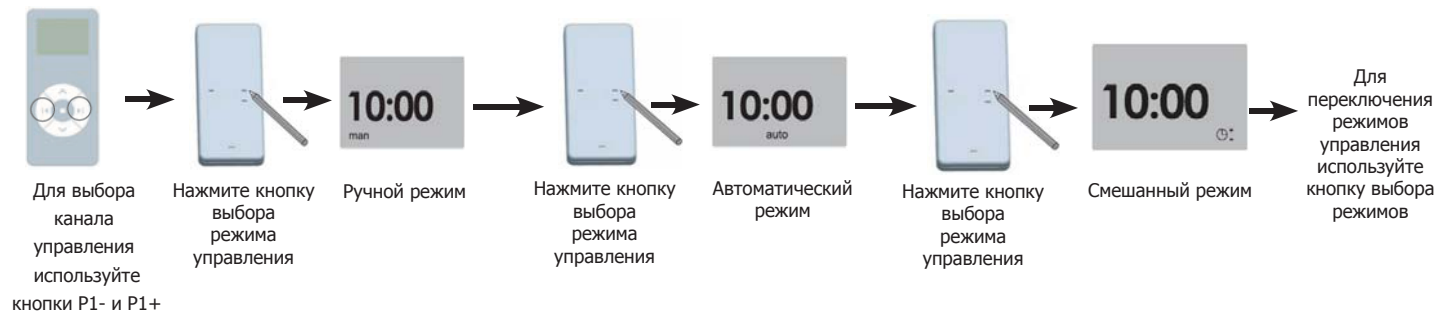 10:00
man
10:00
auto
10:00
Для выбора
канала
управления
используйте
кнопки P1- и P1+
Нажмите кнопку
выбора
режима
управления
Ручной режим
Нажмите кнопку
выбора
режима
управления
Автоматический
режим
Нажмите кнопку
выбора
режима
управления
Смешанный режим
Для
переключения
режимов
управления
используйте
кнопку выбора
режимов